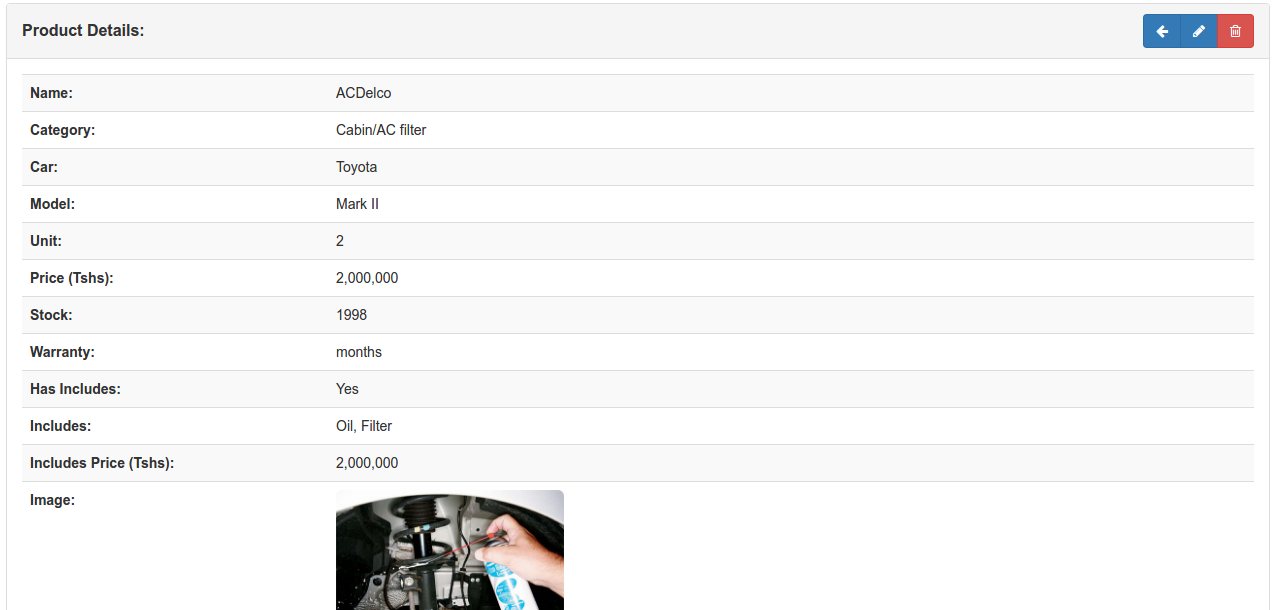 Product Details:
Name: ACDelco
Category: Cabin/AC filter
Car: Toyota
Model: Mark II
Unit: 2
Price (Tshs): 2,000,000
Stock: 1998
Warranty: months
Has Includes: Yes
Includes: Oil, Filter
Includes Price (Tshs): 2,000,000
Image: